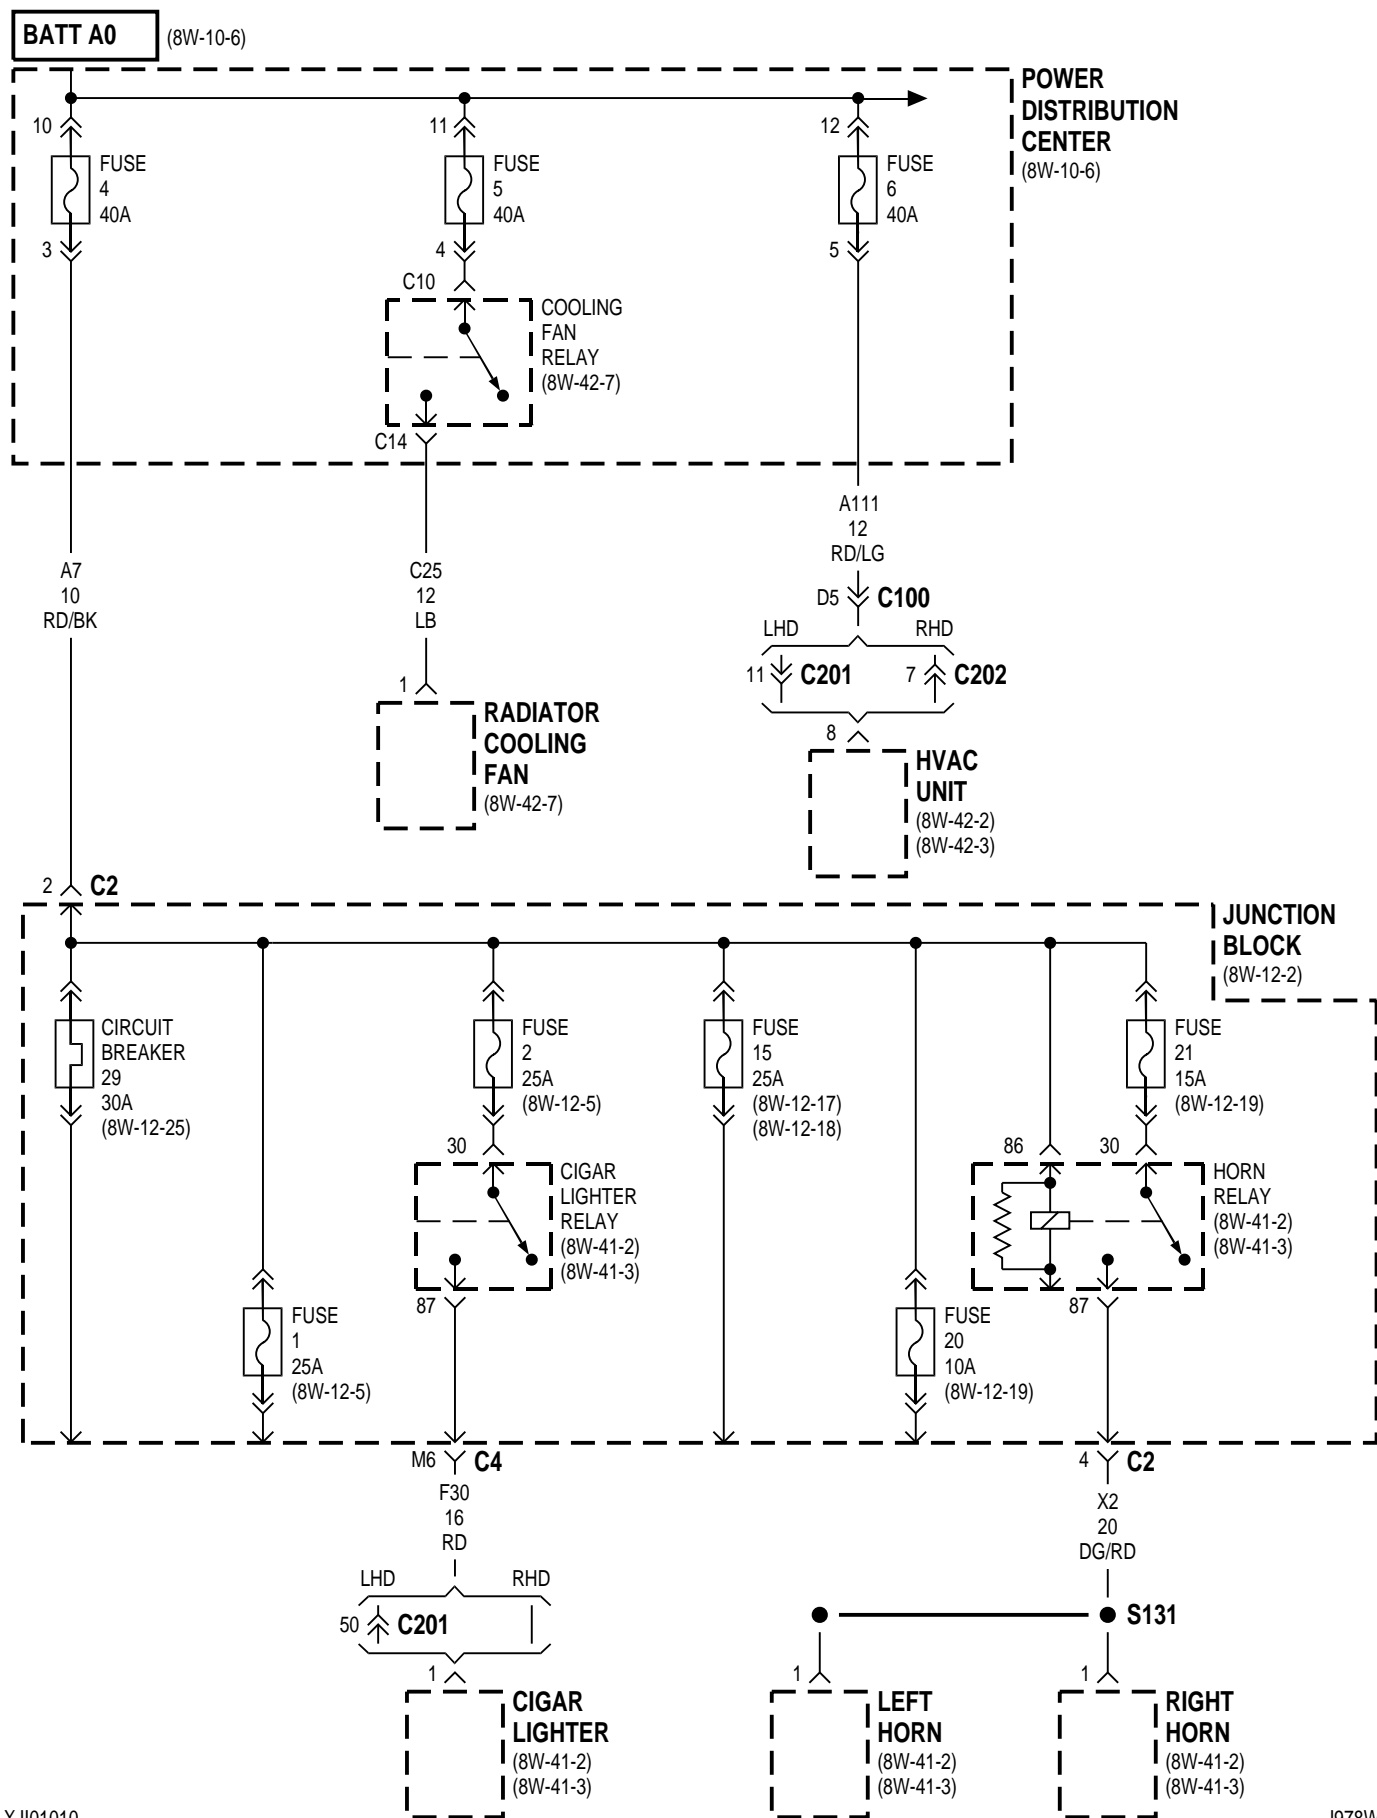 BATT A0
(8W-10-6)
POWER
DISTRIBUTION
CENTER
(8W-10-6)
10
FUSE
4
40A
3
11
FUSE
5
40A
4
12
FUSE
6
40A
5
C10
COOLING
FAN
RELAY
(8W-42-7)
C14
A7
10
RD/BK
C25
12
LB
A111
12
RD/LG
D5
C100
LHD
RHD
11
C201
7
C202
1
RADIATOR
COOLING
FAN
(8W-42-7)
8
HVAC
UNIT
(8W-42-2)
(8W-42-3)
2
C2
JUNCTION
BLOCK
(8W-12-2)
CIRCUIT
BREAKER
29
30A
(8W-12-25)
FUSE
2
25A
(8W-12-5)
FUSE
15
25A
(8W-12-17)
(8W-12-18)
FUSE
21
15A
(8W-12-19)
30
CIGAR
LIGHTER
RELAY
(8W-41-2)
(8W-41-3)
87
86
30
HORN
RELAY
(8W-41-2)
(8W-41-3)
87
FUSE
1
25A
(8W-12-5)
FUSE
20
10A
(8W-12-19)
M6
C4
F30
16
RD
4
C2
X2
20
DG/RD
LHD
RHD
50
C201
S131
1
CIGAR
LIGHTER
(8W-41-2)
(8W-41-3)
1
LEFT
HORN
(8W-41-2)
(8W-41-3)
1
RIGHT
HORN
(8W-41-2)
(8W-41-3)